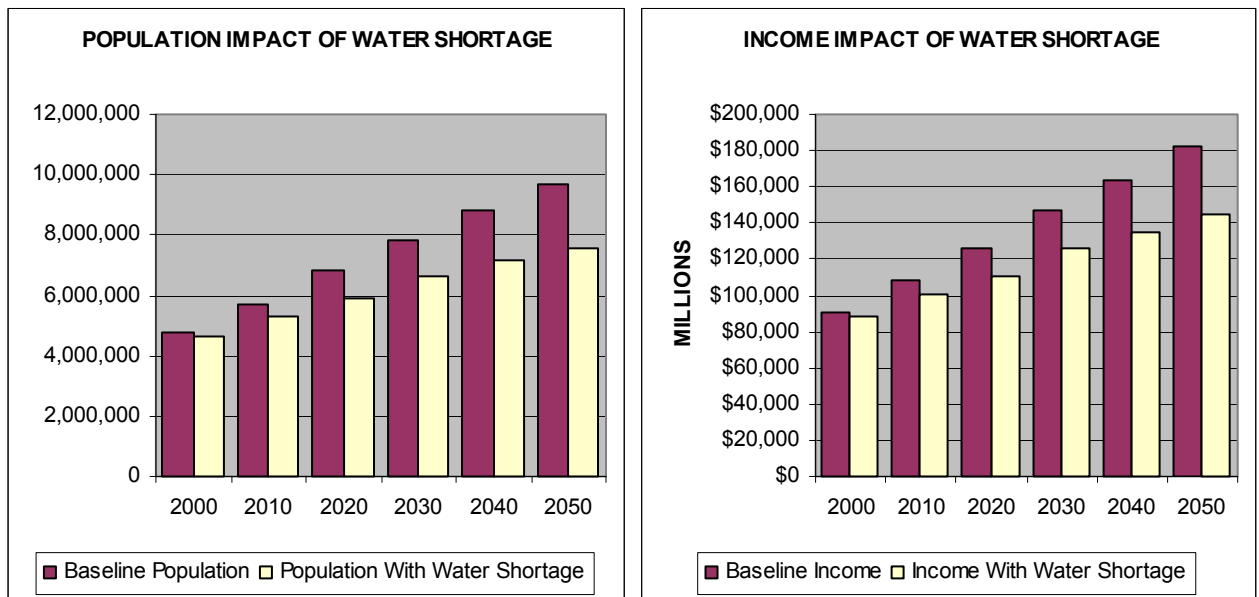 POPULATION IMPACT OF WATER SHORTAGE
12,000,000
10,000,000
8,000,000
6,000,000
4,000,000
2,000,000
0
2000 2010 2020 2030 2040 2050
Baseline Population Population With Water Shortage
INCOME IMPACT OF WATER SHORTAGE
MILLIONS
$200,000
$180,000
$160,000
$140,000
$120,000
$100,000
$80,000
$60,000
$40,000
$20,000
$0
2000 2010 2020 2030 2040 2050
Baseline Income Income With Water Shortage